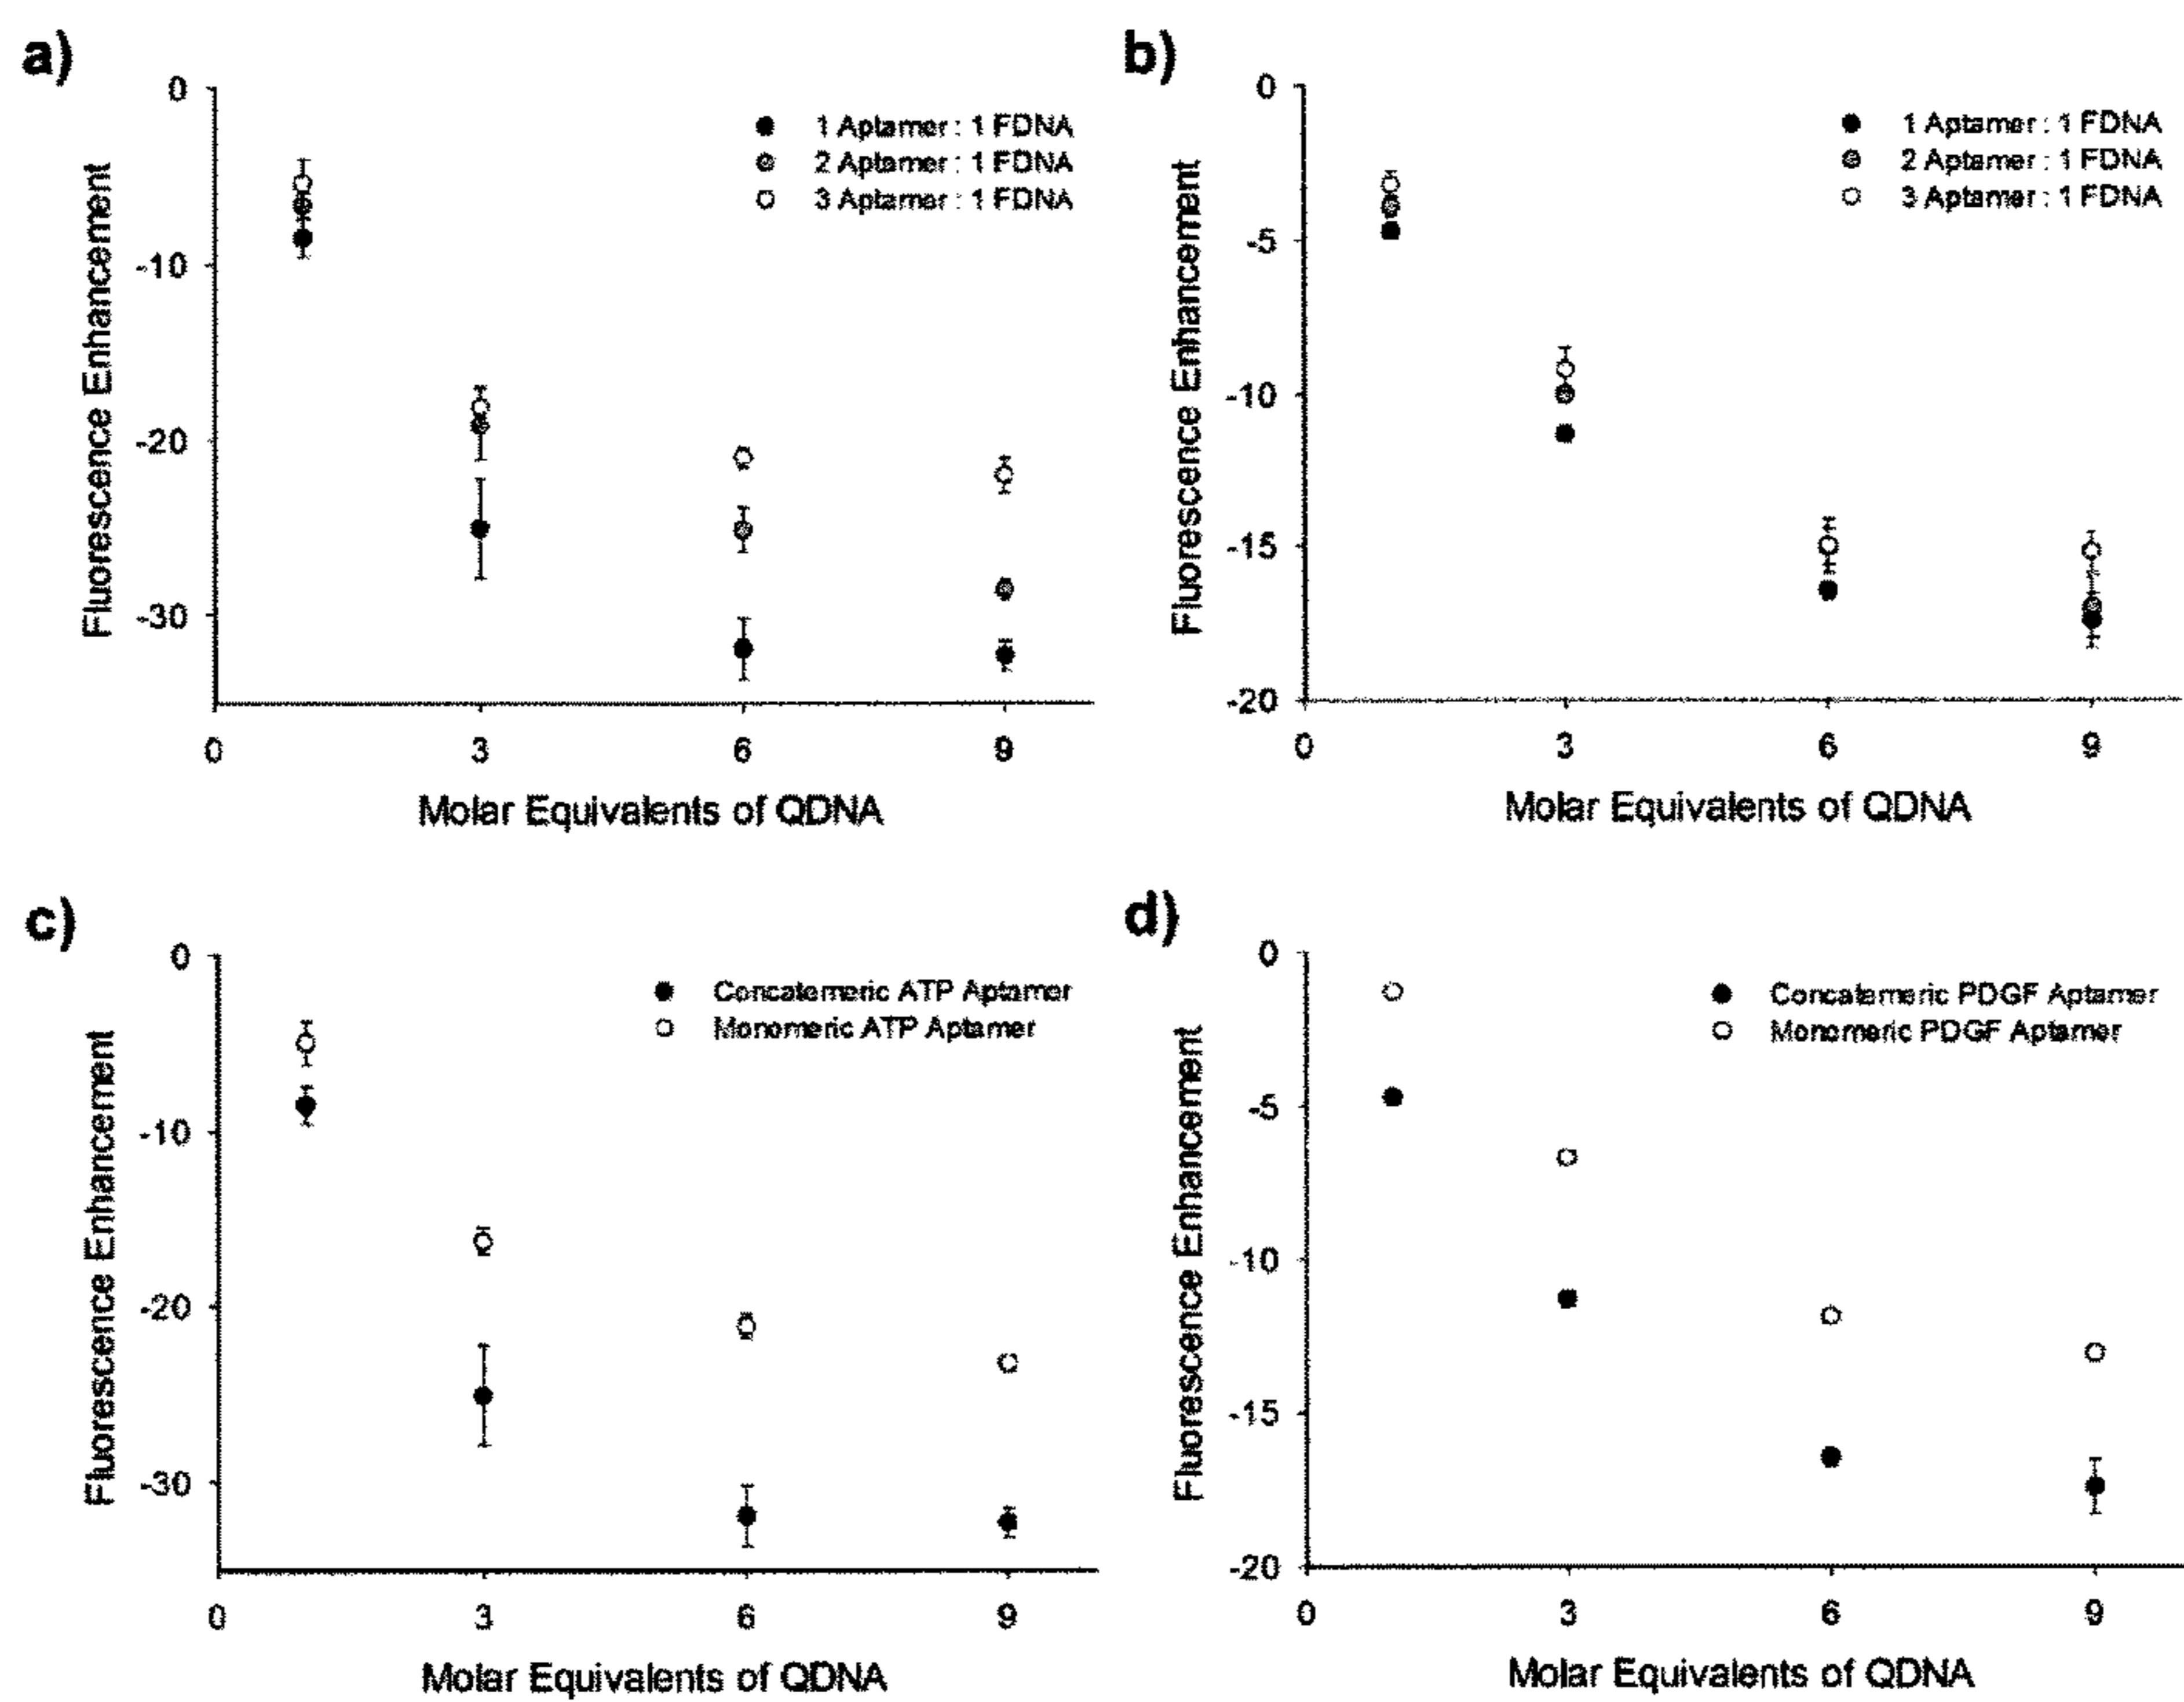 a)
0
-10
-20
-30
Fluorescence Enhancement
1 Aptamer : 1 FDNA
2 Aptamer : 1 FDNA
3 Aptamer : 1 FDNA
0 3 6 9
Molar Equivalents of QDNA
b)
0
-5
-10
-15
-20
Fluorescence Enhancement
1 Aptamer : 1 FDNA
2 Aptamer : 1 FDNA
3 Aptamer : 1 FDNA
0 3 6 9
Molar Equivalents of QDNA
c)
0
-10
-20
-30
Fluorescence Enhancement
Concatemeric ATP Aptamer
Monomeric ATP Aptamer
0 3 6 9
Molar Equivalents of QDNA
d)
0
-5
-10
-15
-20
Fluorescence Enhancement
Concatemeric PDGF Aptamer
Monomeric PDGF Aptamer
0 3 6 9
Molar Equivalents of QDNA